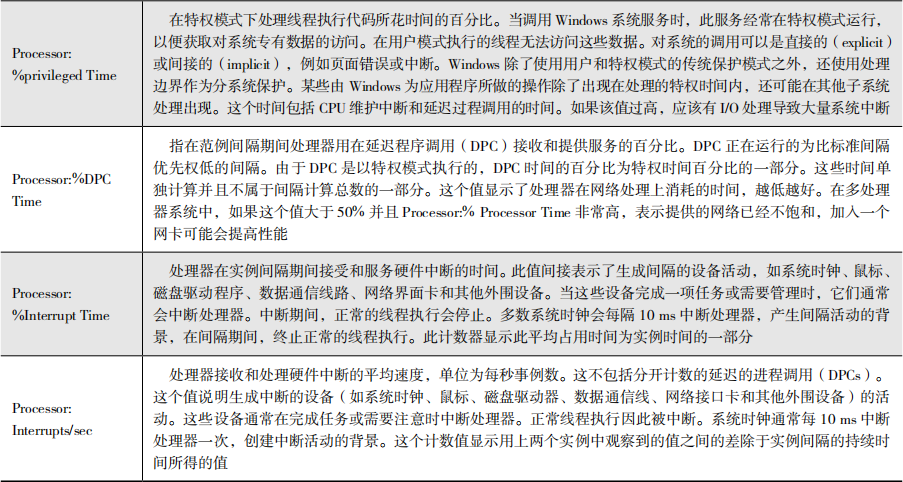 Processor:
%privileged Time
在特权模式下处理线程执行代码所花时间的百分比。当调用 Windows 系统服务时，此服务经常在特权模式运行，
以便获取对系统专有数据的访问。在用户模式执行的线程无法访问这些数据。对系统的调用可以是直接的（explicit）
或间接的（implicit），例如页面错误或中断。Windows 除了使用用户和特权模式的传统保护模式之外，还使用处理
边界作为分系统保护。某些由 Windows 为应用程序所做的操作除了出现在处理的特权时间内，还可能在其他子系统
处理出现。这个时间包括 CPU 维护中断和延迟过程调用的时间。如果该值过高，应该有 I/O 处理导致大量系统中断
Processor:%DPC
Time
指在范例间隔期间处理器用在延迟程序调用（DPC）接收和提供服务的百分比。DPC 正在运行的为比标准间隔
优先权低的间隔。由于 DPC 是以特权模式执行的，DPC 时间的百分比为特权时间百分比的一部分。这些时间单
独计算并且不属于间隔计算总数的一部分。这个值显示了处理器在网络处理上消耗的时间，越低越好。在多处理
器系统中，如果这个值大于 50% 并且 Processor:% Processor Time 非常高，表示提供的网络已经不饱和，加入一个
网卡可能会提高性能
Processor:
%Interrupt Time
处理器在实例间隔期间接受和服务硬件中断的时间。此值间接表示了生成间隔的设备活动，如系统时钟、鼠标、
磁盘驱动程序、数据通信线路、网络界面卡和其他外围设备。当这些设备完成一项任务或需要管理时，它们通常
会中断处理器。中断期间，正常的线程执行会停止。多数系统时钟会每隔 10 ms 中断处理器，产生间隔活动的背
景，在间隔期间，终止正常的线程执行。此计数器显示此平均占用时间为实例时间的一部分
Processor:
Interrupts/sec
处理器接收和处理硬件中断的平均速度，单位为每秒事例数。这不包括分开计数的延迟的进程调用（DPCs）。
这个值说明生成中断的设备（如系统时钟、鼠标、磁盘驱动器、数据通信线、网络接口卡和其他外围设备）的活
动。这些设备通常在完成任务或需要注意时中断处理器。正常线程执行因此被中断。系统时钟通常每 10 ms 中断
处理器一次，创建中断活动的背景。这个计数值显示用上两个实例中观察到的值之间的差除于实例间隔的持续时
间所得的值